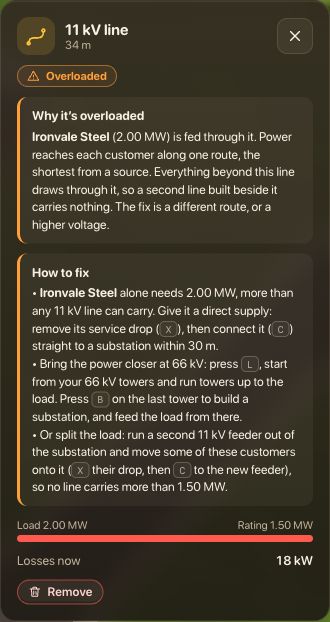 11 kV line
34 m
Overloaded
Why it's overloaded
Ironvale Steel (2.00 MW) is fed through it. Power
reaches each customer along one route, the
shortest from a source. Everything beyond this line
draws through it, so a second line built beside it
carries nothing. The fix is a different route, or a
higher voltage.
How to fix
• Ironvale Steel alone needs 2.00 MW, more than
any 11 kV line can carry. Give it a direct supply:
remove its service drop ( X ), then connect it ( C )
straight to a substation within 30 m.
• Bring the power closer at 66 kV: press L , start
from your 66 kV towers and run towers up to the
load. Press B on the last tower to build a
substation, and feed the load from there.
• Or split the load: run a second 11 kV feeder out of
the substation and move some of these customers
onto it ( X their drop, then C to the new feeder),
so no line carries more than 1.50 MW.
Load 2.00 MW Rating 1.50 MW
Losses now 18 kW
Remove